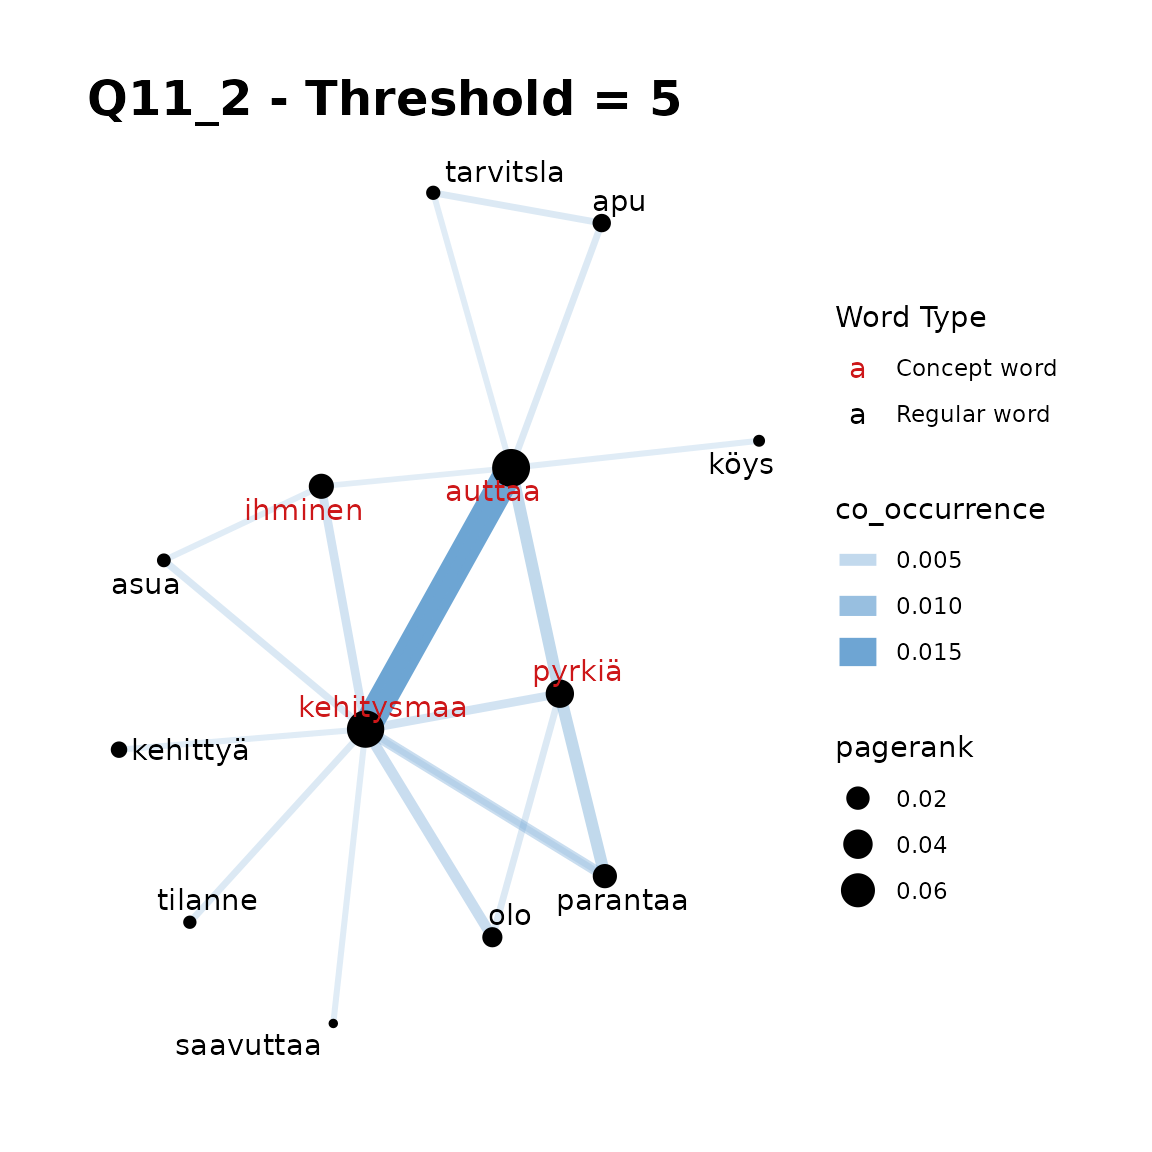 Q11_2 - Threshold = 5
tarvitsla
apu
köys
auttaa
ihminen
asua
pyrkiä
kehitysmaa
kehittyä
tilanne
olo
parantaa
saavuttaa
Word Type
a Concept word
a Regular word
co_occurrence
0.005
0.010
0.015
pagerank
0.02
0.04
0.06